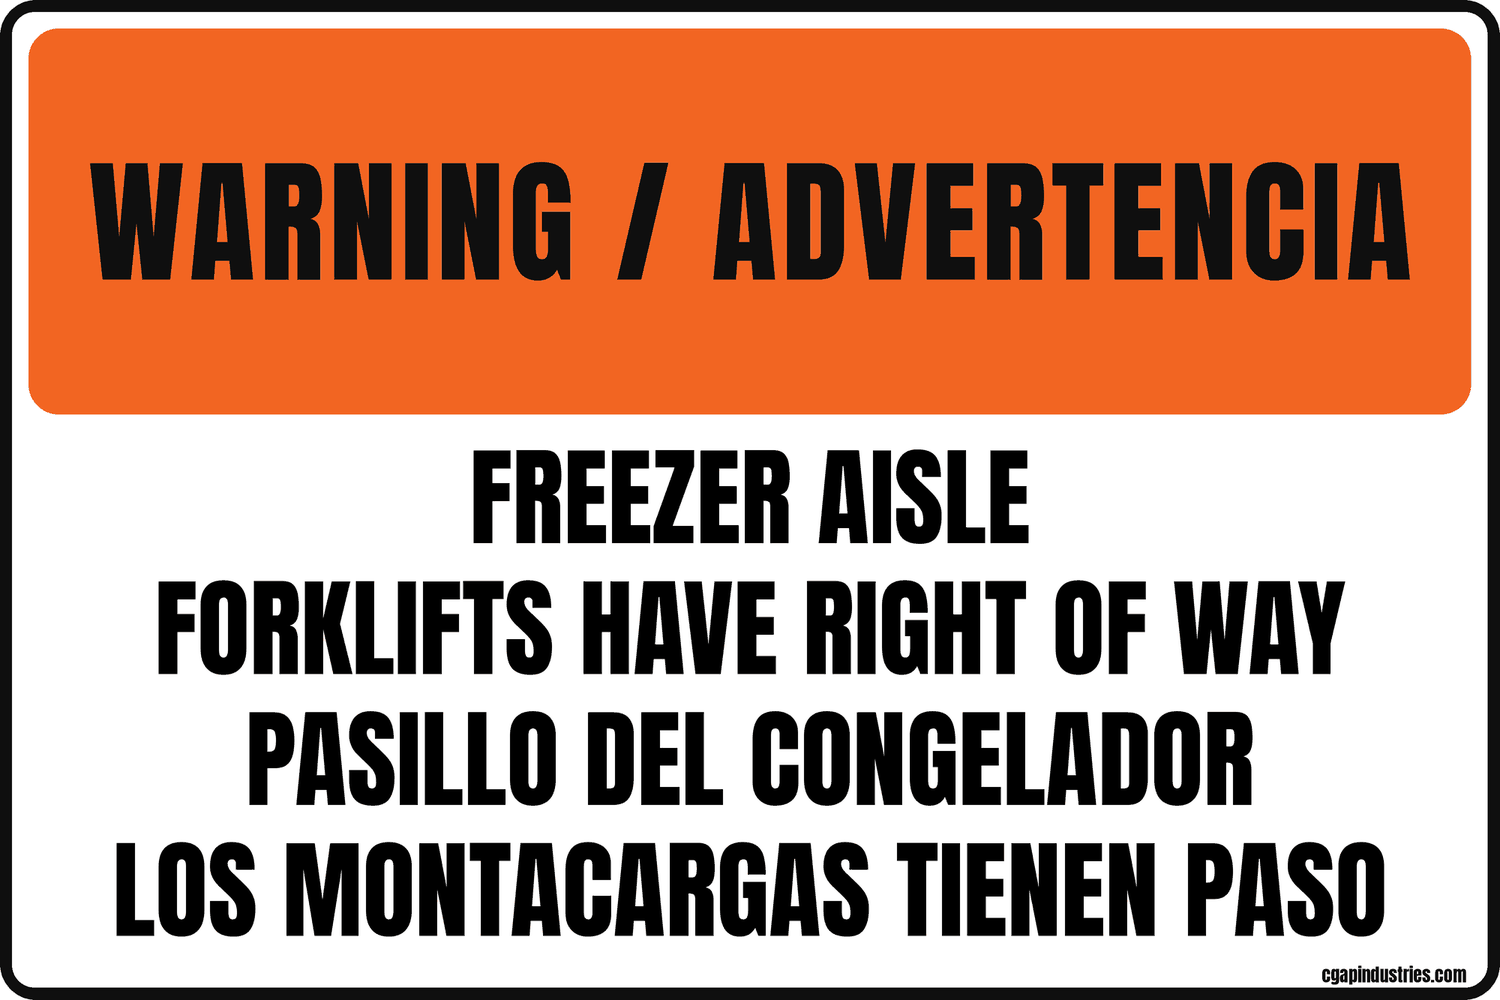 WARNING / ADVERTENCIA
FREEZER AISLE
FORKLIFTS HAVE RIGHT OF WAY
PASILLO DEL CONGELADOR
LOS MONTACARGAS TIENEN PASO
cgapindustries.com